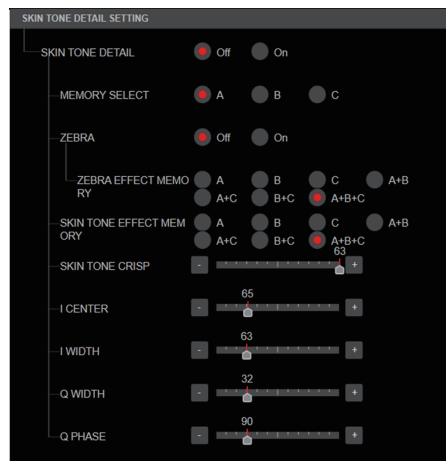 SKIN TONE DETAIL SETTING
SKIN TONE DETAIL Off On
MEMORY SELECT A B C
ZEBRA Off On
ZEBRA EFFECT MEMO A B C A+B
RY A+C B+C A+B+C
SKIN TONE EFFECT MEM A B C A+B
ORY A+C B+C A+B+C
63
SKIN TONE CRISP - +
65
I CENTER - +
63
I WIDTH - +
32
Q WIDTH - +
90
Q PHASE - +